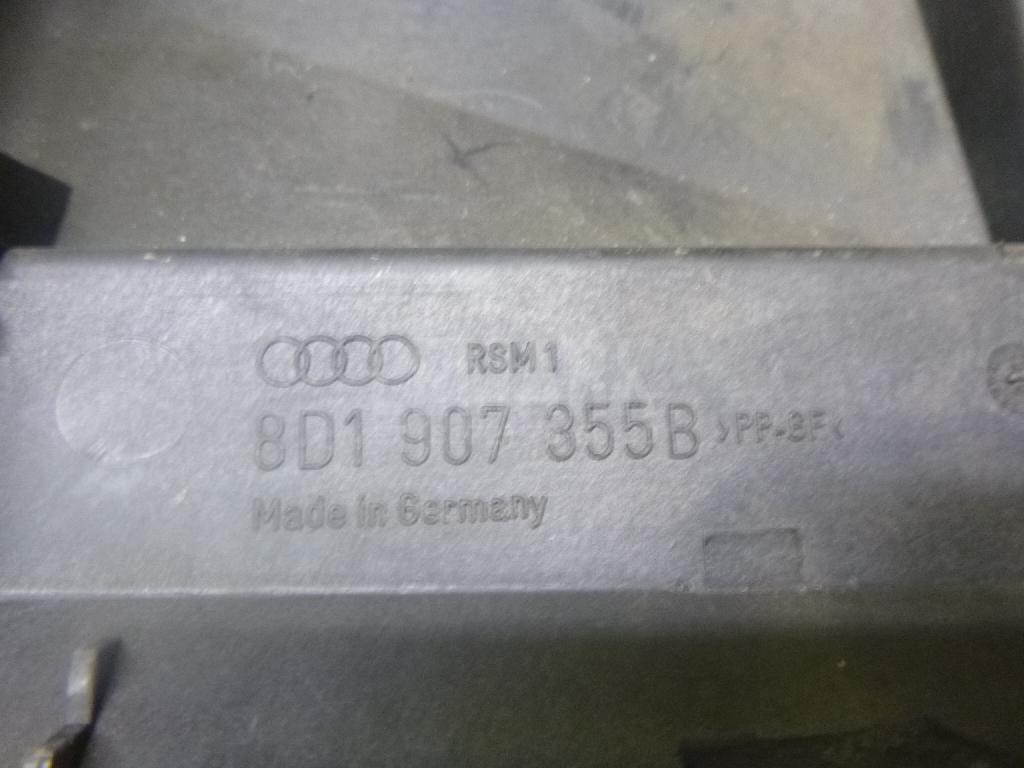 RSM 1
8D1 907 355B >PP-GF<
Made in Germany